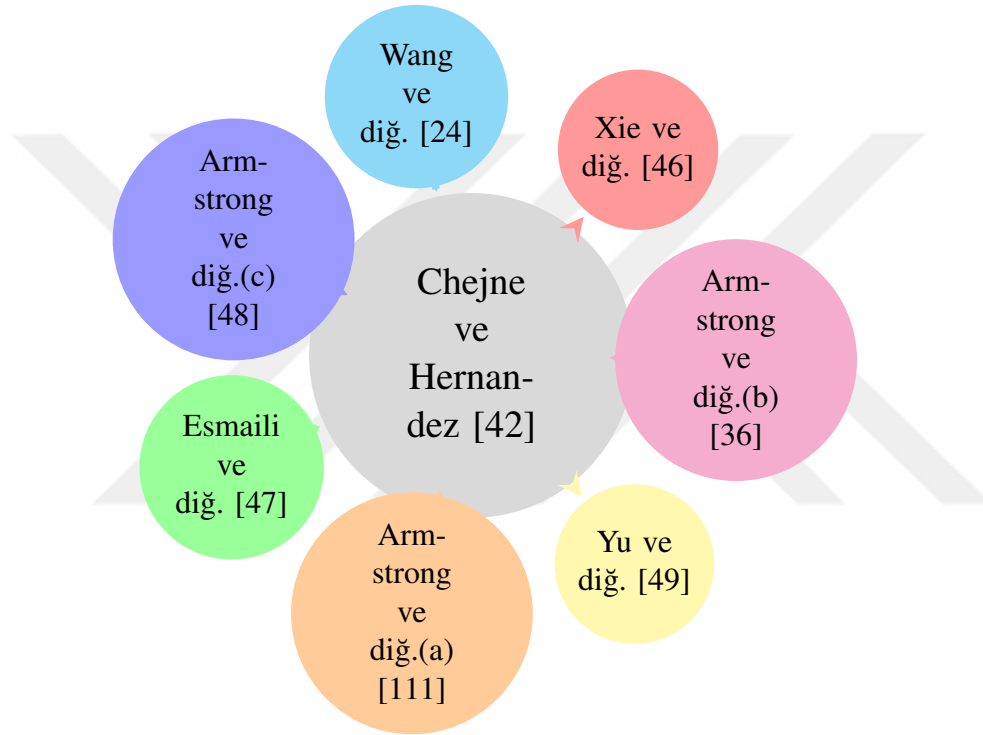 Wang
ve
diğ. [24]
Xie ve
diğ. [46]
Arm-
strong
ve
diğ.(c)
[48]
Chejne
ve
Hernan-
dez [42]
Arm-
strong
ve
diğ.(b)
[36]
Esmaili
ve
diğ. [47]
Yu ve
diğ. [49]
Arm-
strong
ve
diğ.(a)
[111]